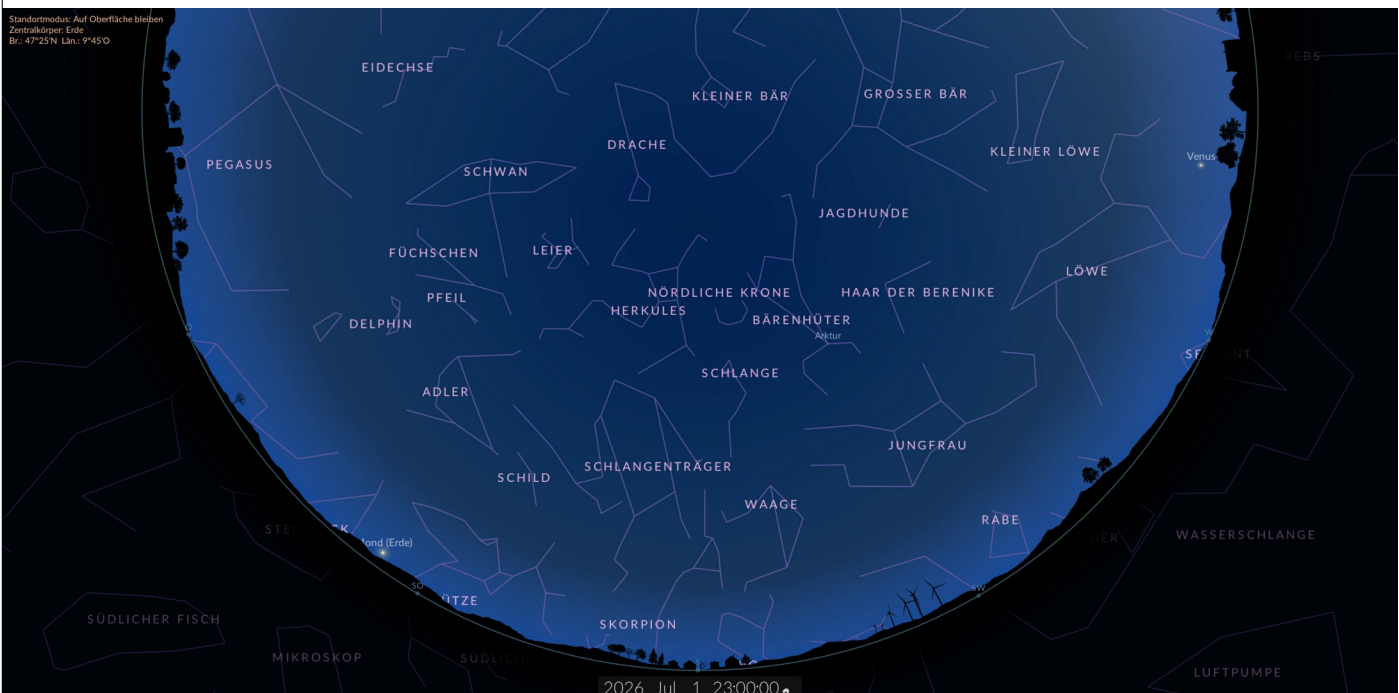 Standortmodus: Auf Oberfläche bleiben
Zentralkörper: Erde
Br.: 47°25'N Län.: 9°45'O
EIDECHSE
KLEINER BÄR
GROSSER BÄR
DRACHE
KLEINER LÖWE
Venus
PEGASUS
SCHWAN
JAGDHUNDE
FÜCHSCHEN
LEIER
LÖWE
PFEIL
NÖRDLICHE KRONE
HAAR DER BERENIKE
HERKULES
BÄRENHÜTER
DELPHIN
Arktur
O
W
SCHLANGE
ADLER
JUNGFRAU
SCHLANGENTRÄGER
SCHILD
WAAGE
RABE
WASSERSCHLANGE
ond (Erde)
SO
SW
ÜTZE
SÜDLICHER FISCH
SKORPION
MIKROSKOP
SÜDLICHE
LUFTPUMPE
S
2026 Jul 1 23:00:00